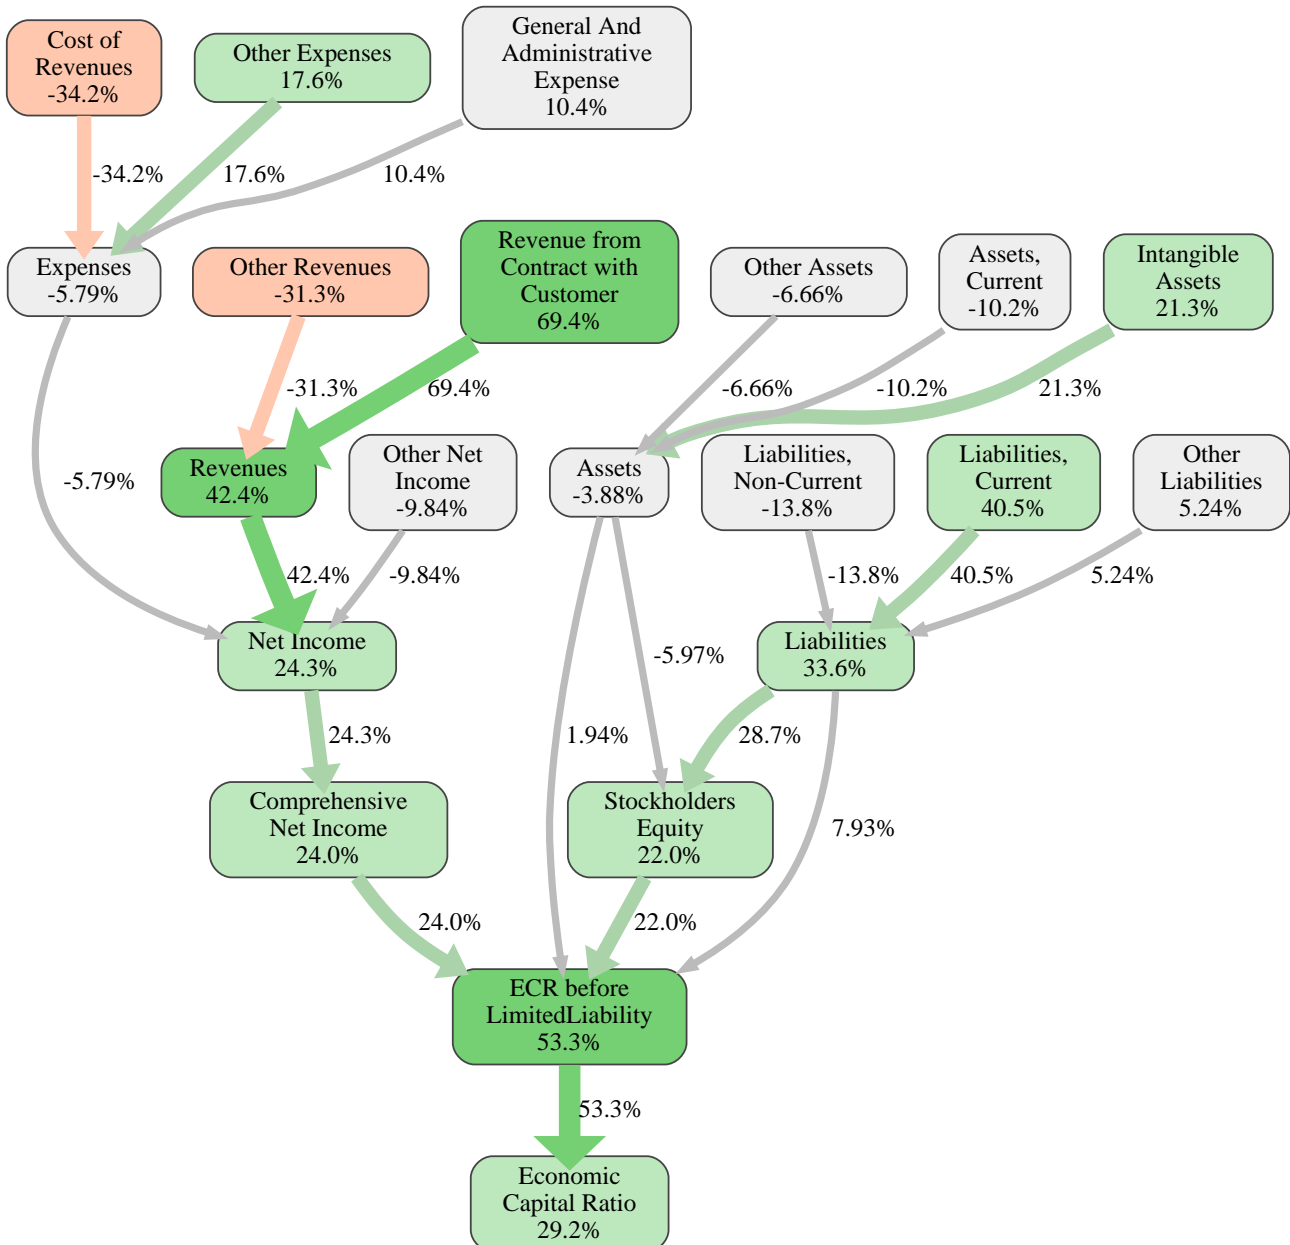 Cost of
Revenues
-34.2%
Other Expenses
17.6%
General And
Administrative
Expense
10.4%
-34.2%
17.6%
10.4%
Expenses
-5.79%
Other Revenues
-31.3%
Revenue from
Contract with
Customer
69.4%
Other Assets
-6.66%
Assets,
Current
-10.2%
Intangible
Assets
21.3%
-31.3%
69.4%
-6.66%
-10.2%
21.3%
-5.79%
Revenues
42.4%
Other Net
Income
-9.84%
Assets
-3.88%
Liabilities,
Non-Current
-13.8%
Liabilities,
Current
40.5%
Other
Liabilities
5.24%
42.4%
-9.84%
-13.8%
40.5%
5.24%
Net Income
24.3%
-5.97%
Liabilities
33.6%
24.3%
1.94%
28.7%
Comprehensive
Net Income
24.0%
Stockholders
Equity
22.0%
7.93%
24.0%
22.0%
ECR before
LimitedLiability
53.3%
53.3%
Economic
Capital Ratio
29.2%